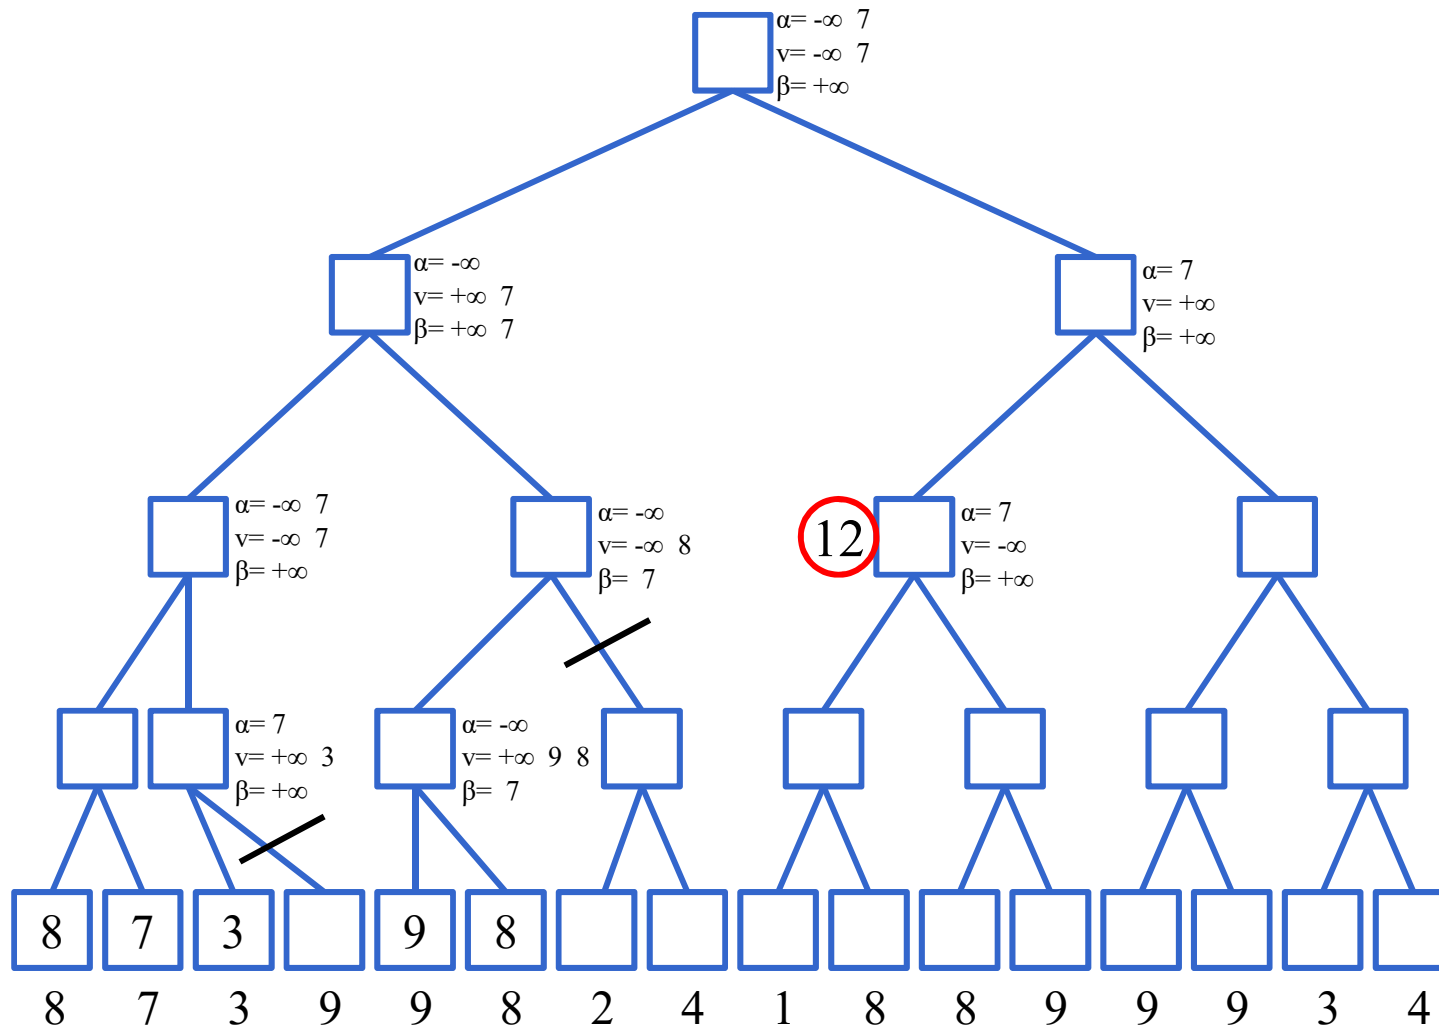 α= -∞ 7
v= -∞ 7
β= +∞
α= -∞
v= +∞ 7
β= +∞ 7
α= 7
v= +∞
β= +∞
α= -∞ 7
v= -∞ 7
β= +∞
α= -∞
v= -∞ 8
β= 7
12
α= 7
v= -∞
β= +∞
α= 7
v= +∞ 3
β= +∞
α= -∞
v= +∞ 9 8
β= 7
8 7 3 9 8
8 7 3 9 9 8 2 4 1 8 8 9 9 9 3 4